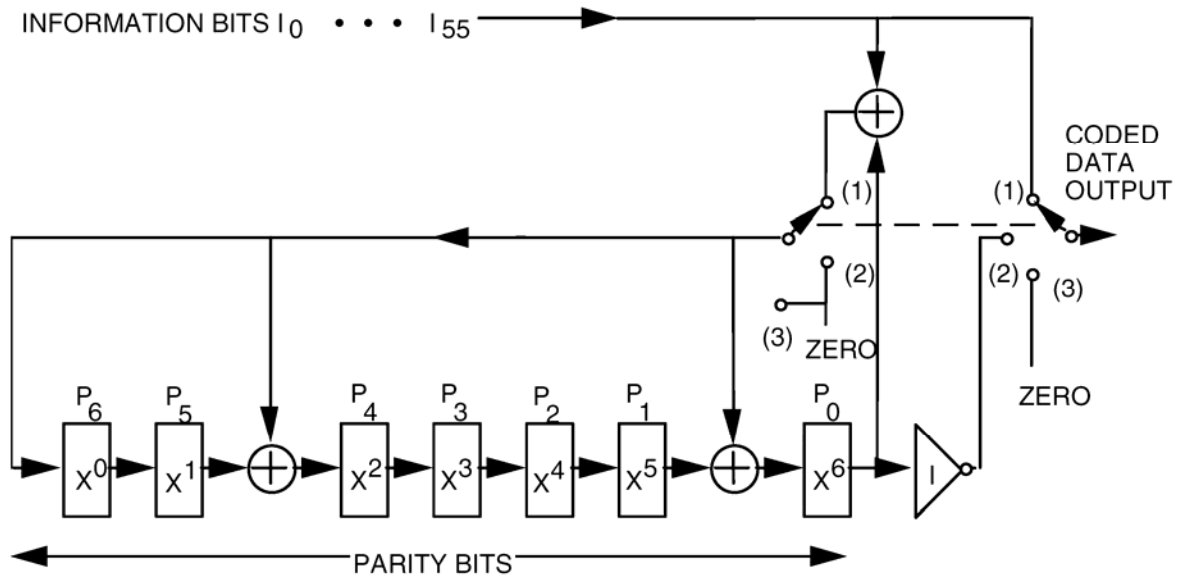 INFORMATION BITS I0 • • • I55
CODED
DATA
OUTPUT
(1)
(1)
(2)
(2)
(3)
(3)
ZERO
ZERO
P6
P5
P4
P3
P2
P1
P0
X0
X1
X2
X3
X4
X5
X6
I
PARITY BITS